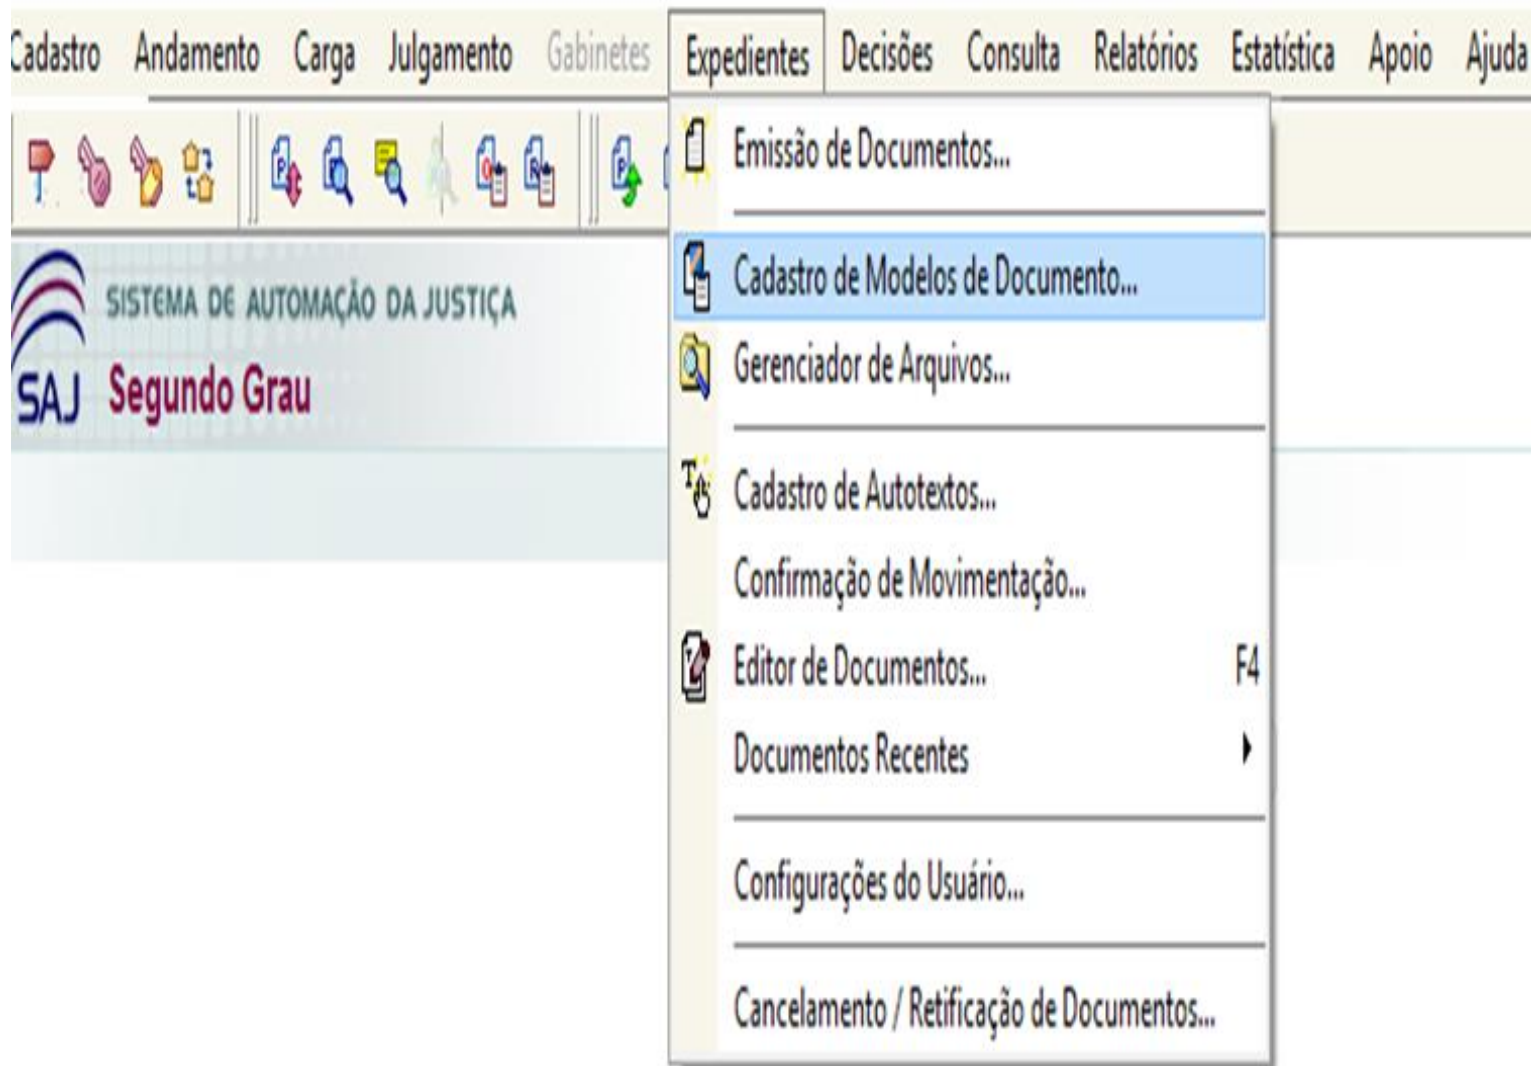 Cadastro Andamento Carga Julgamento Gabinetes Expedientes Decisões Consulta Relatórios Estatística Apoio Ajuda
Emissão de Documentos...
Cadastro de Modelos de Documento...
SISTEMA DE AUTOMAÇÃO DA JUSTIÇA
Gerenciador de Arquivos...
SAJ Segundo Grau
Cadastro de Autotextos...
Confirmação de Movimentação...
Editor de Documentos... F4
Documentos Recentes
Configurações do Usuário...
Cancelamento / Retificação de Documentos...